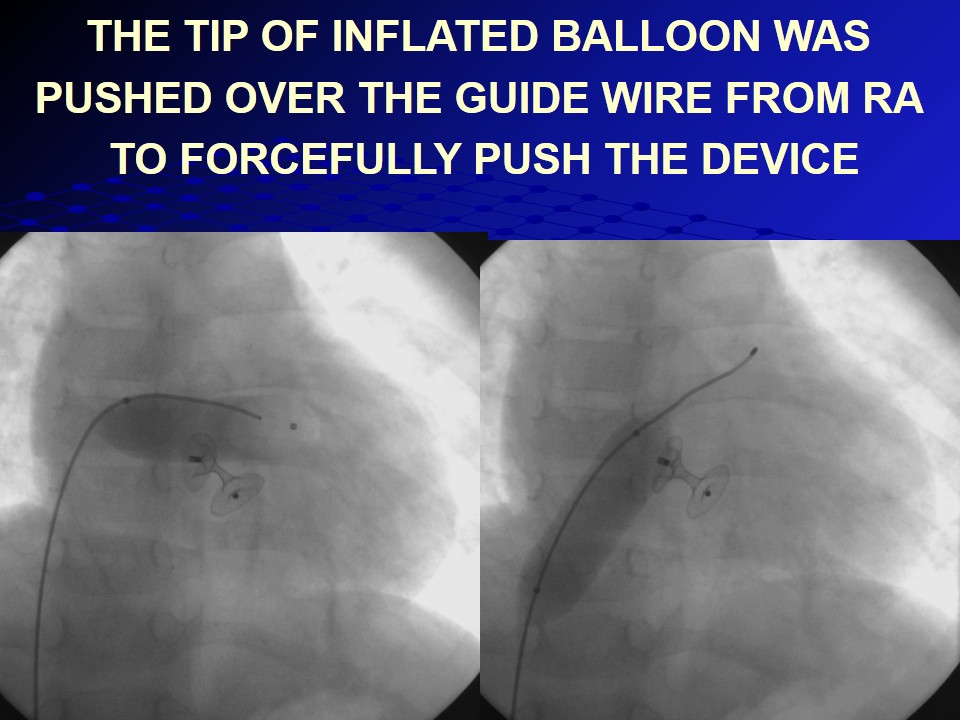 THE TIP OF INFLATED BALLOON WAS
PUSHED OVER THE GUIDE WIRE FROM RA
TO FORCEFULLY PUSH THE DEVICE